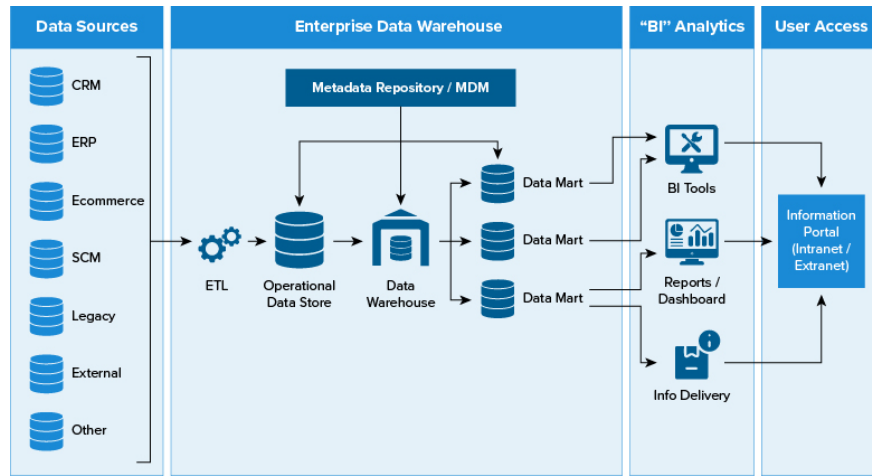 Data Sources
Enterprise Data Warehouse
“BI” Analytics
User Access
CRM
ERP
Ecommerce
SCM
Legacy
External
Other
Metadata Repository / MDM
ETL
Operational
Data Store
Data
Warehouse
Data Mart
Data Mart
Data Mart
BI Tools
Reports /
Dashboard
Info Delivery
Information
Portal
(Intranet /
Extranet)